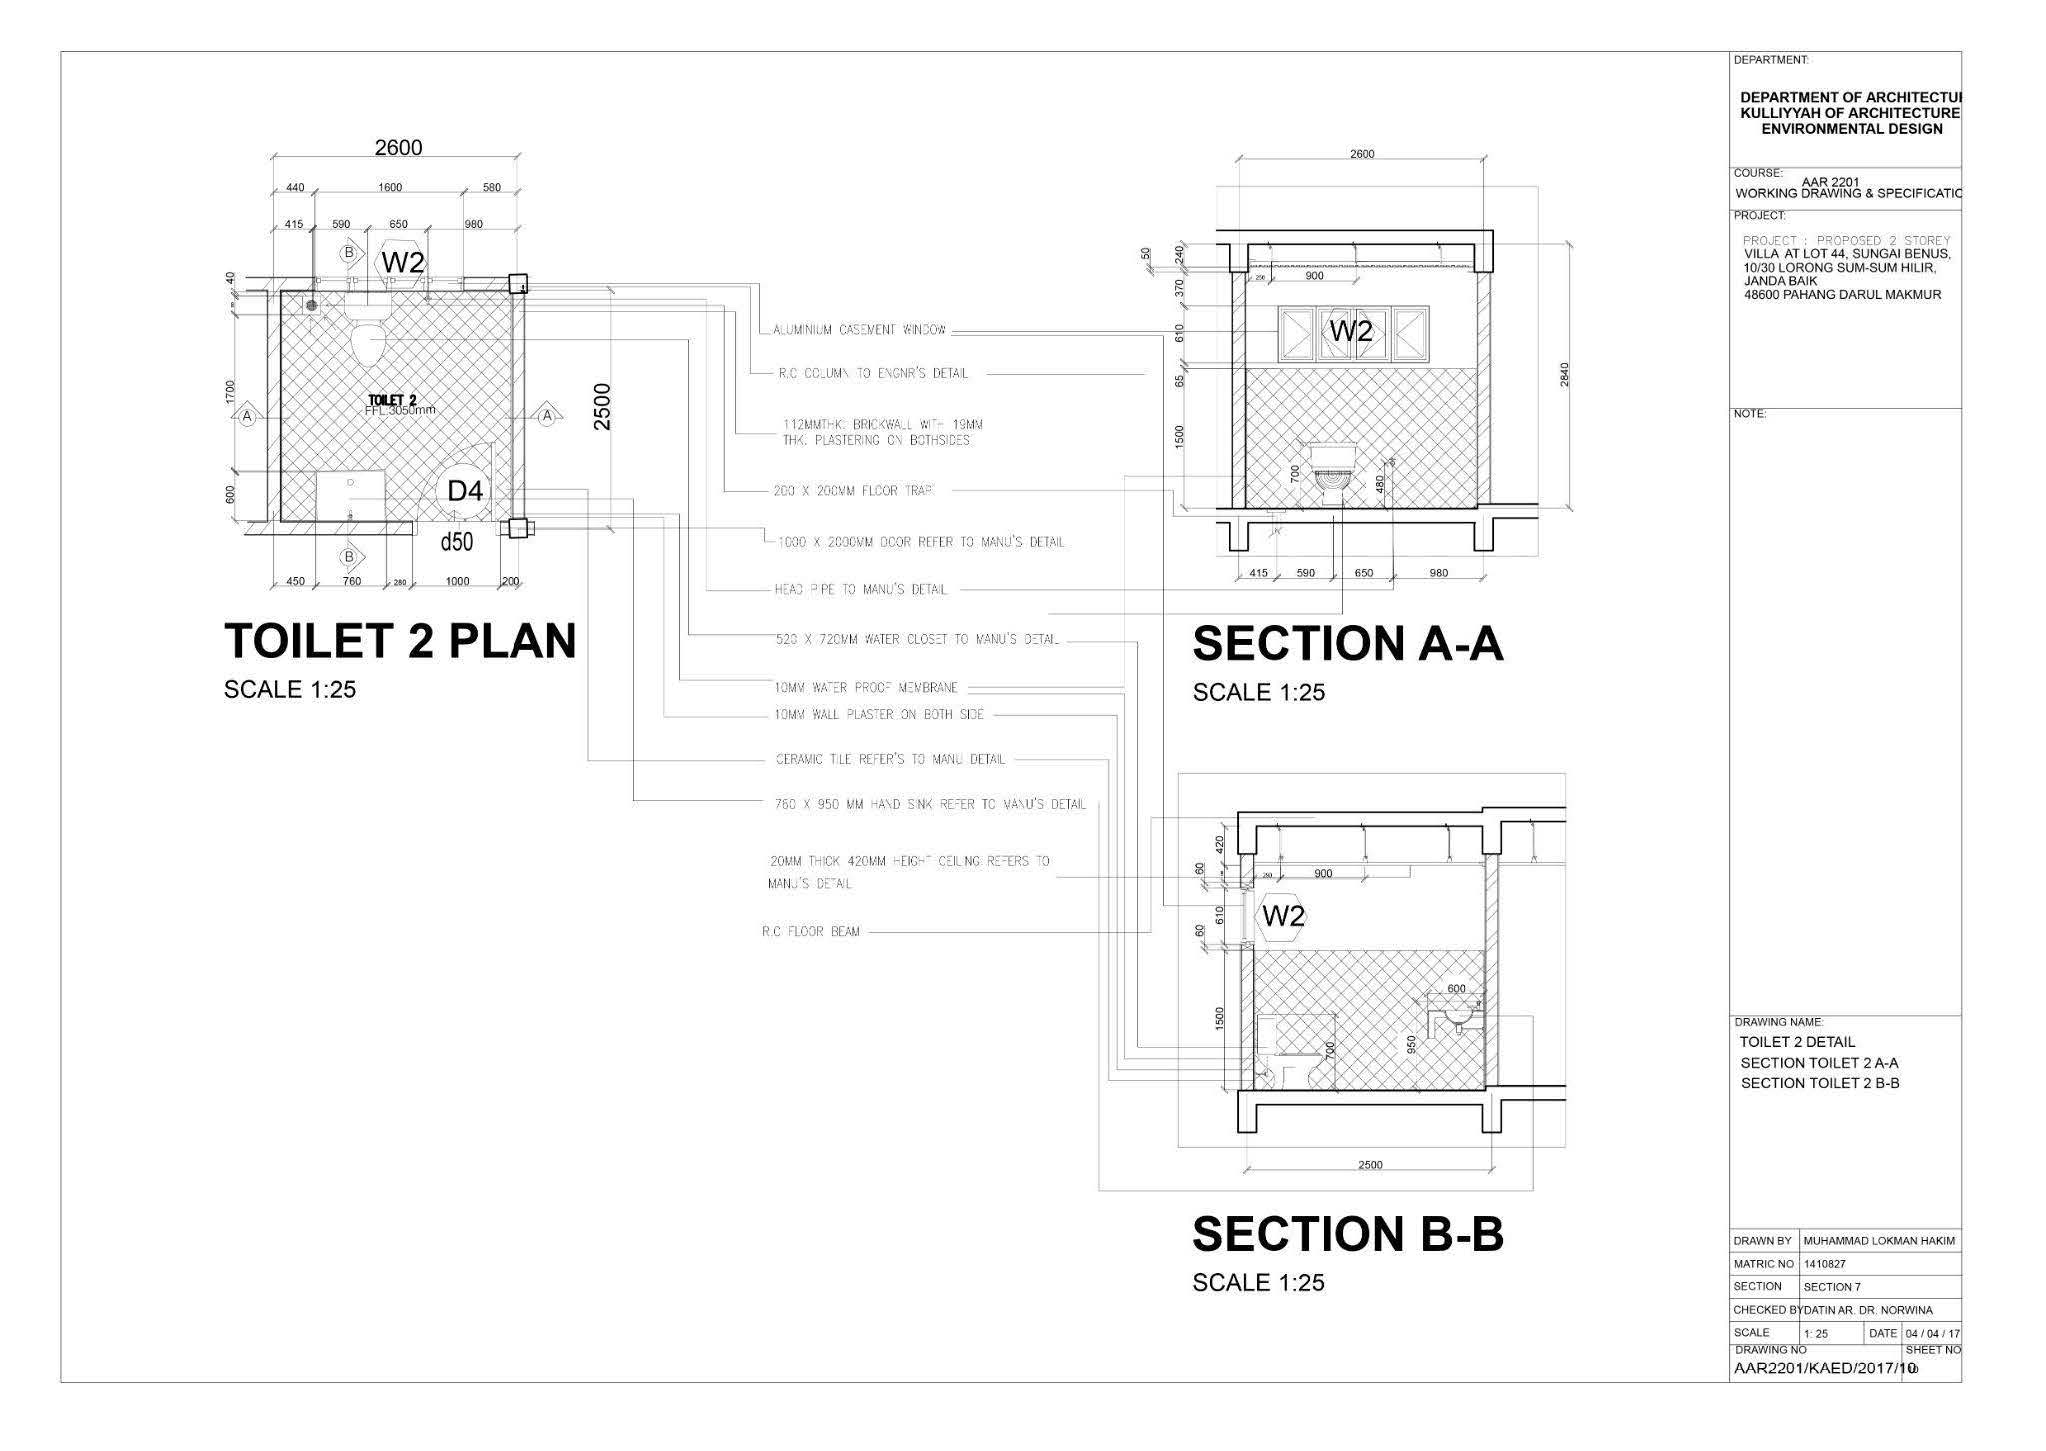 2600
440 1600 580
415 590 650 980
B
W2
40
1700
600
2500
TOILET 2
FFL:3050mm
A
A
D4
d50
B
450 760 280 1000 200
TOILET 2 PLAN
SCALE 1:25
ALUMINIUM CASEMENT WINDOW
R.C COLUMN TO ENGNR'S DETAIL
112MMTHK. BRICKWALL WITH 19MM
THK. PLASTERING ON BOTHSIDES
200 X 200MM FLOOR TRAP
1000 X 2000MM DOOR REFER TO MANU'S DETAIL
HEAD PIPE TO MANU'S DETAIL
520 X 720MM WATER CLOSET TO MANU'S DETAIL
10MM WATER PROOF MEMBRANE
10MM WALL PLASTER ON BOTH SIDE
CERAMIC TILE REFER'S TO MANU DETAIL
760 X 950 MM HAND SINK REFER TO MANU'S DETAIL
20MM THICK 420MM HEIGHT CEILING REFERS TO
MANU'S DETAIL
R.C FLOOR BEAM
2600
50
240
370
610
65
1500
250 900
W2
700
480
2840
415 590 650 980
SECTION A-A
SCALE 1:25
420
60
610
60
1500
250 900
W2
600
700
950
2500
SECTION B-B
SCALE 1:25
DEPARTMENT:
DEPARTMENT OF ARCHITECTU
KULLIYYAH OF ARCHITECTURE
ENVIRONMENTAL DESIGN
COURSE:
AAR 2201
WORKING DRAWING & SPECIFICATIO
PROJECT:
PROJECT : PROPOSED 2 STOREY
VILLA AT LOT 44, SUNGAI BENUS,
10/30 LORONG SUM-SUM HILIR,
JANDA BAIK
48600 PAHANG DARUL MAKMUR
NOTE:
DRAWING NAME:
TOILET 2 DETAIL
SECTION TOILET 2 A-A
SECTION TOILET 2 B-B
DRAWN BY MUHAMMAD LOKMAN HAKIM
MATRIC NO 1410827
SECTION SECTION 7
CHECKED BY DATIN AR. DR. NORWINA
SCALE 1: 25 DATE 04 / 04 / 17
DRAWING NO SHEET NO
AAR2201/KAED/2017/10